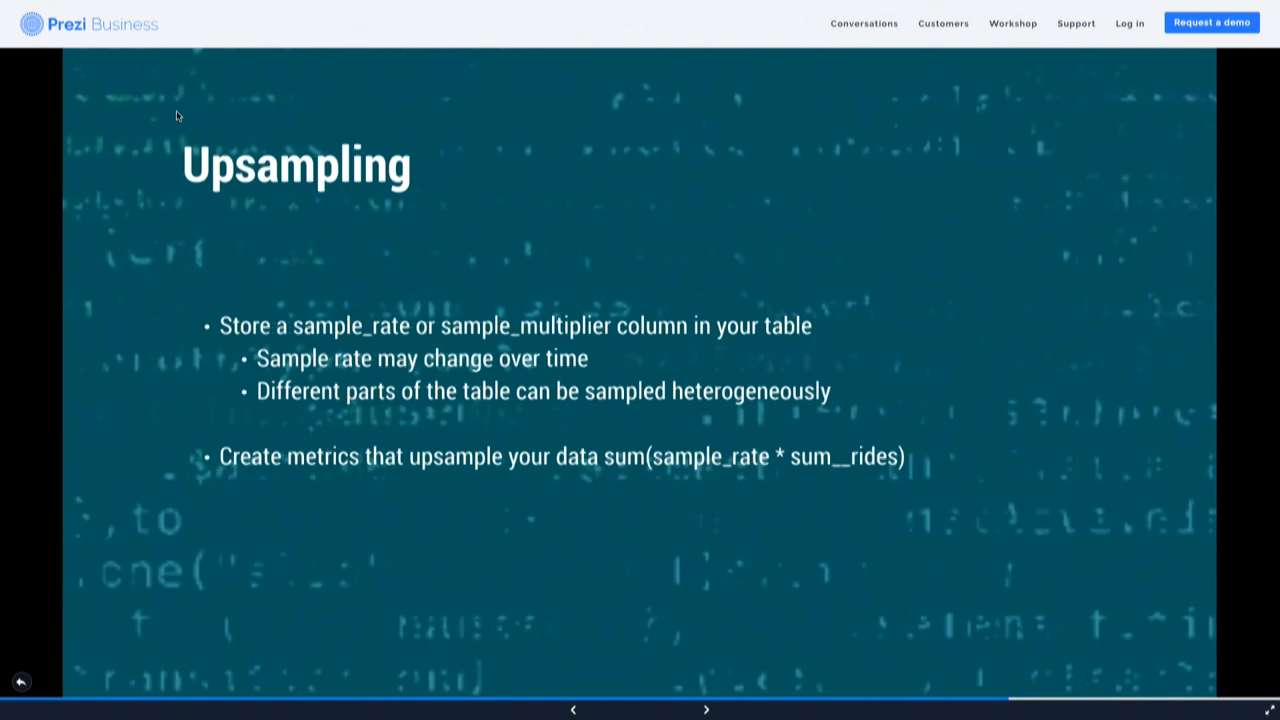 Prezi Business
Conversations Customers Workshop Support Log in Request a demo
Upsampling
• Store a sample_rate or sample_multiplier column in your table
• Sample rate may change over time
• Different parts of the table can be sampled heterogeneously
• Create metrics that upsample your data sum(sample_rate * sum__rides)